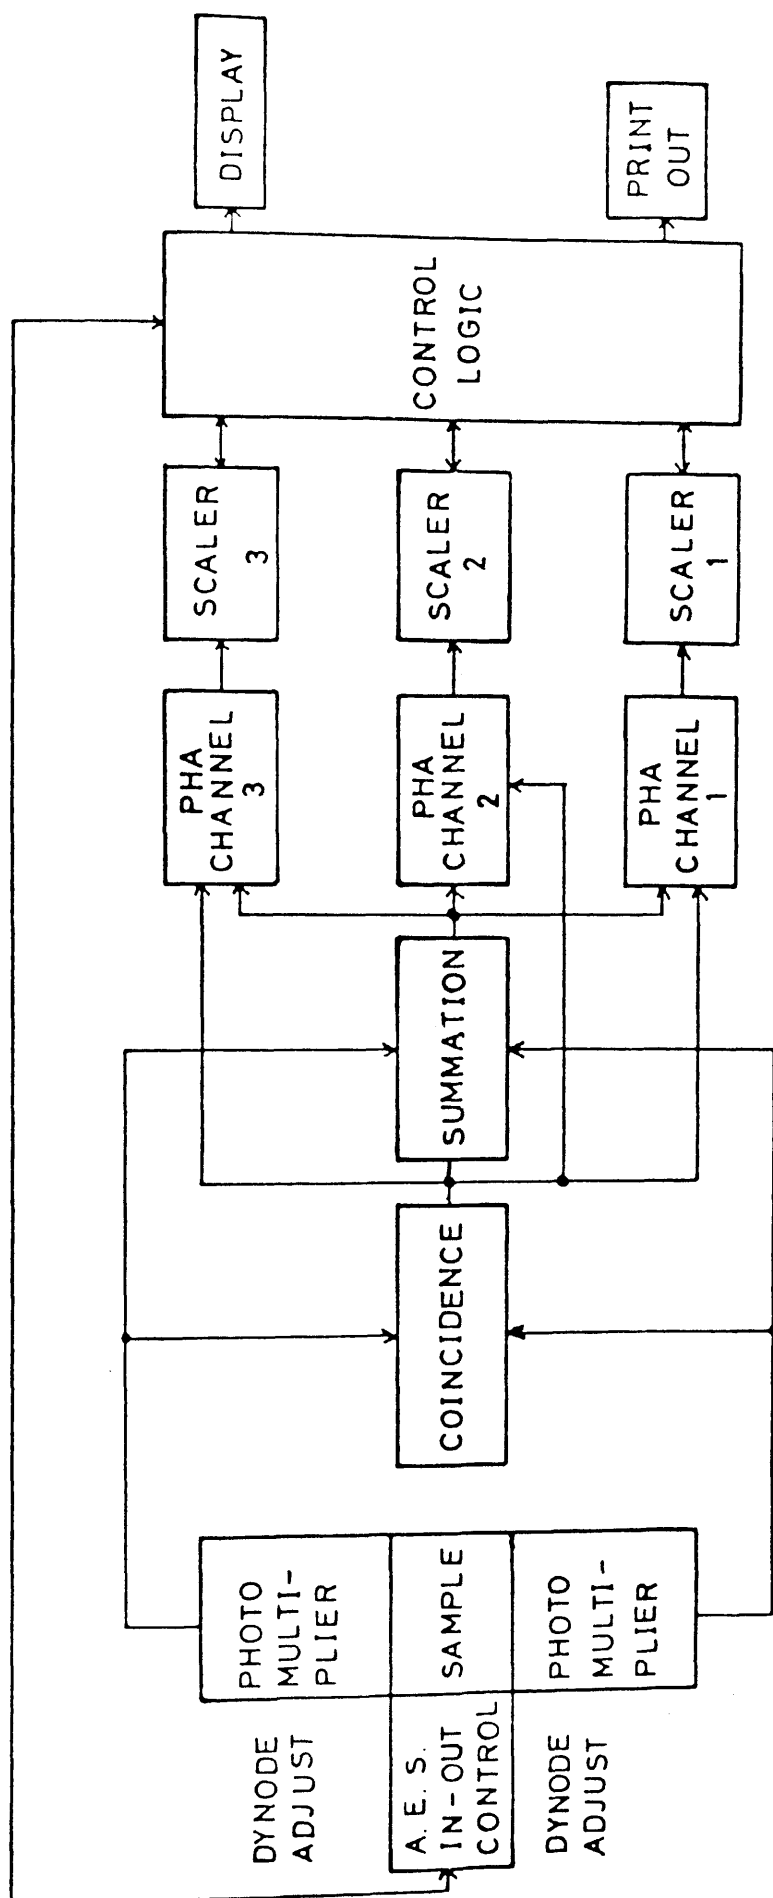 DYNODE
ADJUST
A.E.S.
IN-OUT
CONTROL
DYNODE
ADJUST
PHOTO
MULTI-
PLIER
SAMPLE
PHOTO
MULTI-
PLIER
COINCIDENCE
SUMMATION
PHA
CHANNEL
3
PHA
CHANNEL
2
PHA
CHANNEL
1
SCALER
3
SCALER
2
SCALER
1
CONTROL
LOGIC
DISPLAY
PRINT
OUT